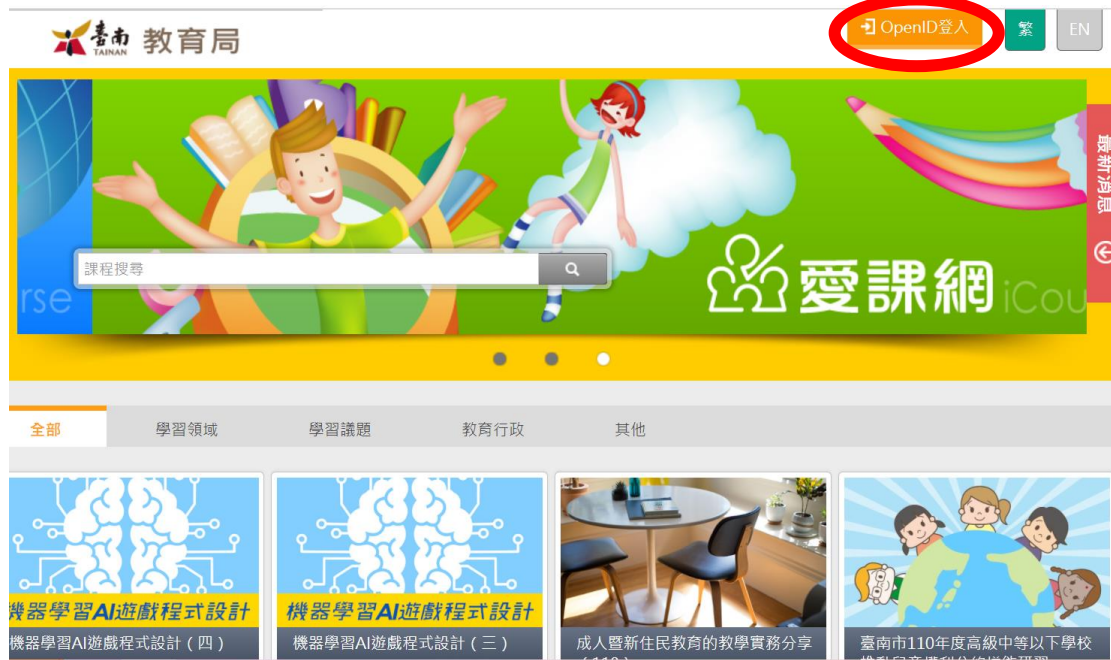 臺南
TAINAN
教育局
OpenID登入
繁
EN
最新消息
課程搜尋
rse
愛課網 iCou
全部
學習領域
學習議題
教育行政
其他
機器學習AI遊戲程式設計
機器學習AI遊戲程式設計(四)
機器學習AI遊戲程式設計
機器學習AI遊戲程式設計(三)
成人暨新住民教育的教學實務分享
臺南市110年度高級中等以下學校